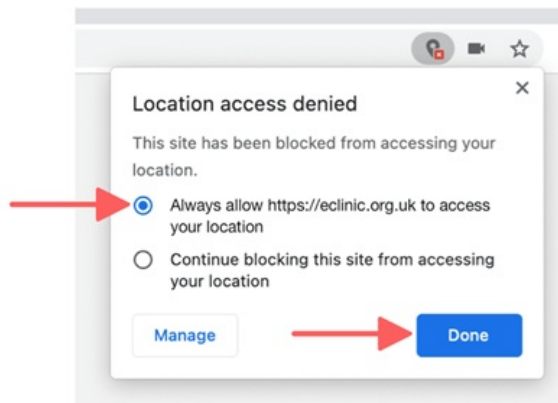 Location access denied
This site has been blocked from accessing your
location.
Always allow https://eclinic.org.uk to access
your location
Continue blocking this site from accessing
your location
Manage
Done